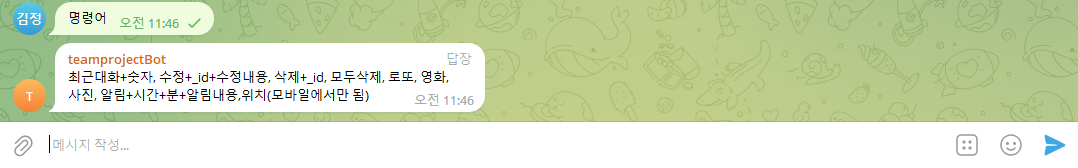 김정
명령어
오전 11:46
teamprojectBot
답장
T
최근대화+숫자, 수정+_id+수정내용, 삭제+_id, 모두삭제, 로또, 영화,
사진, 알림+시간+분+알림내용,위치(모바일에서만 됨)
오전 11:46
메시지 작성...